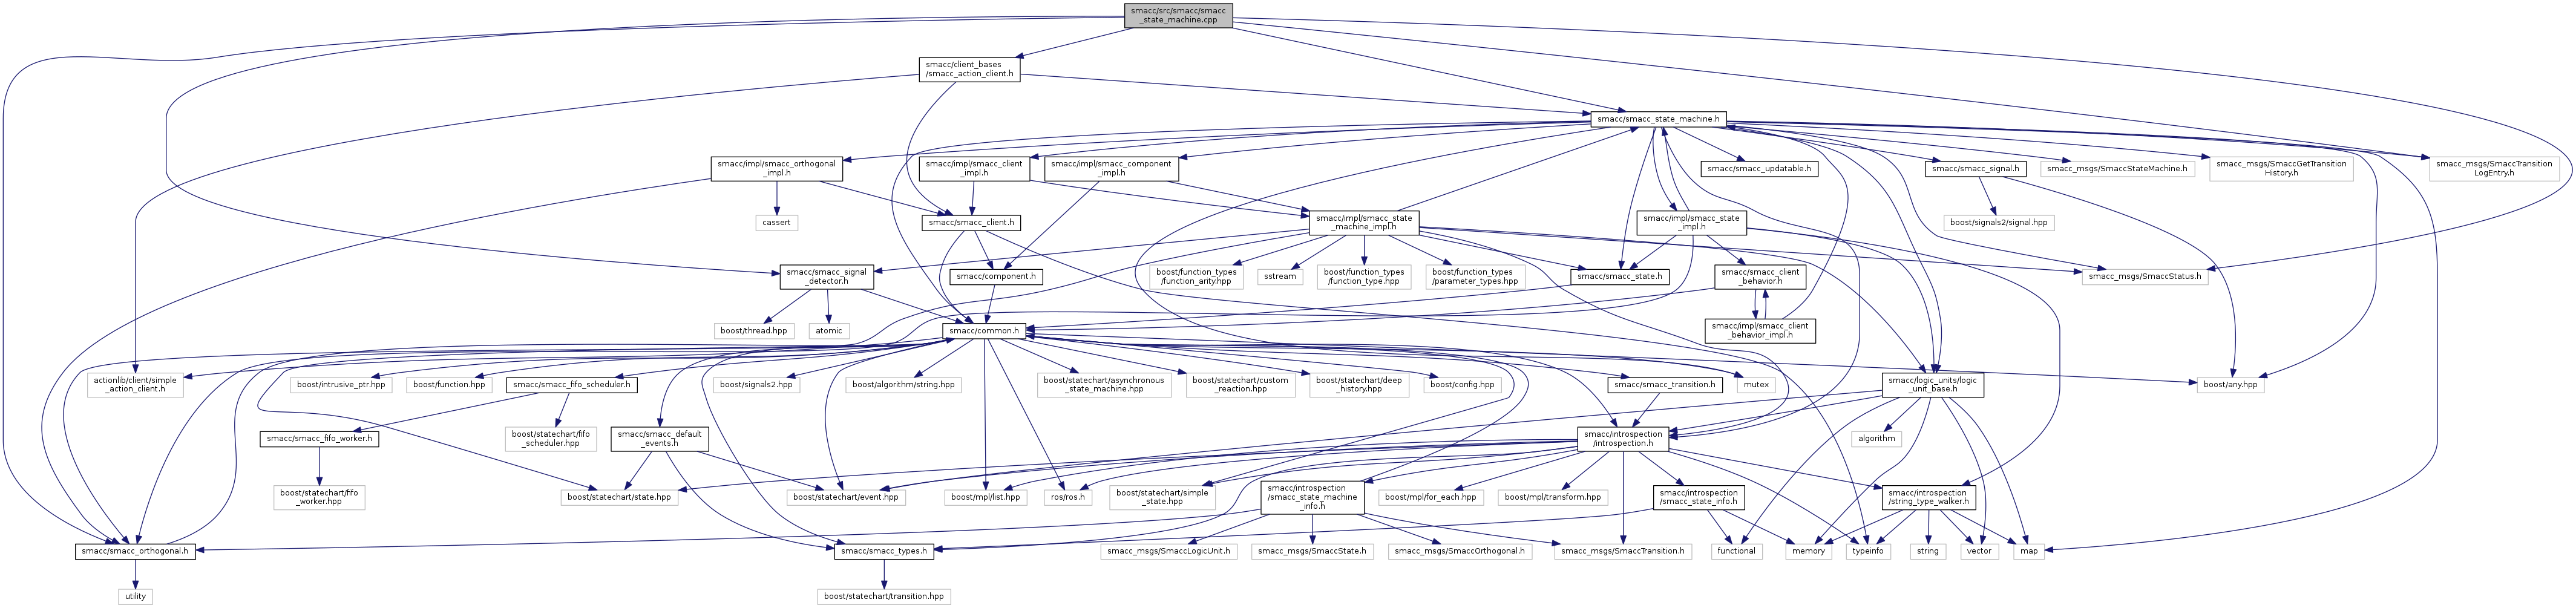 smacc/src/smacc/smacc
_state_machine.cpp
smacc/client_bases
/smacc_action_client.h
smacc/smacc_state_machine.h
smacc/impl/smacc_orthogonal
_impl.h
smacc/impl/smacc_client
_impl.h
smacc/impl/smacc_component
_impl.h
smacc/smacc_updatable.h
smacc/smacc_signal.h
smacc_msgs/SmaccStateMachine.h
smacc_msgs/SmaccGetTransition
History.h
smacc_msgs/SmaccTransition
LogEntry.h
cassert
smacc/smacc_client.h
smacc/impl/smacc_state
_machine_impl.h
smacc/impl/smacc_state
_impl.h
boost/signals2/signal.hpp
smacc/smacc_signal
_detector.h
smacc/component.h
boost/function_types
/function_arity.hpp
sstream
boost/function_types
/function_type.hpp
boost/function_types
/parameter_types.hpp
smacc/smacc_state.h
smacc/smacc_client
_behavior.h
smacc_msgs/SmaccStatus.h
boost/thread.hpp
atomic
smacc/common.h
smacc/impl/smacc_client
_behavior_impl.h
actionlib/client/simple
_action_client.h
boost/intrusive_ptr.hpp
boost/function.hpp
smacc/smacc_fifo_scheduler.h
boost/signals2.hpp
boost/algorithm/string.hpp
boost/statechart/asynchronous
_state_machine.hpp
boost/statechart/custom
_reaction.hpp
boost/statechart/deep
_history.hpp
boost/config.hpp
smacc/smacc_transition.h
mutex
smacc/logic_units/logic
_unit_base.h
boost/any.hpp
smacc/smacc_fifo_worker.h
boost/statechart/fifo
_scheduler.hpp
smacc/smacc_default
_events.h
smacc/introspection
/introspection.h
algorithm
boost/statechart/fifo
_worker.hpp
boost/statechart/state.hpp
boost/statechart/event.hpp
boost/mpl/list.hpp
ros/ros.h
boost/statechart/simple
_state.hpp
smacc/introspection
/smacc_state_machine
_info.h
boost/mpl/for_each.hpp
boost/mpl/transform.hpp
smacc/introspection
/smacc_state_info.h
smacc/introspection
/string_type_walker.h
smacc/smacc_orthogonal.h
smacc/smacc_types.h
smacc_msgs/SmaccLogicUnit.h
smacc_msgs/SmaccState.h
smacc_msgs/SmaccOrthogonal.h
smacc_msgs/SmaccTransition.h
functional
memory
typeinfo
string
vector
map
utility
boost/statechart/transition.hpp